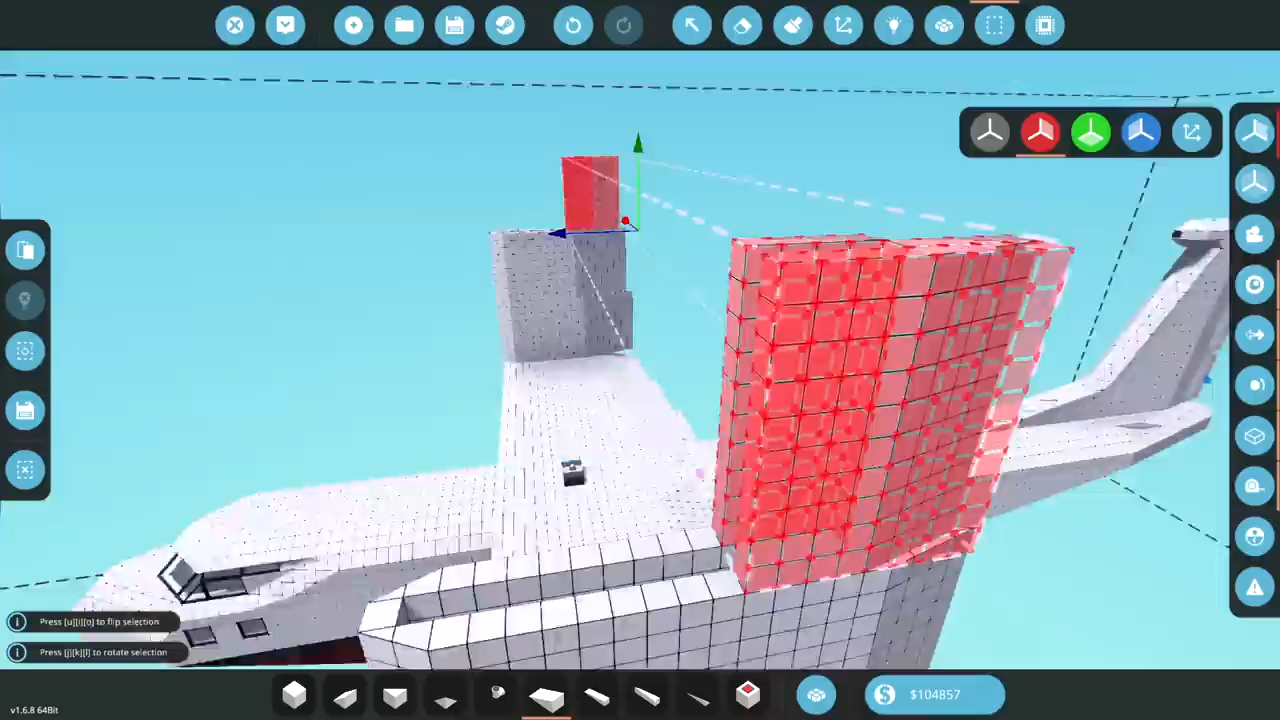 Press [u][i][o] to flip selection
Press [j][k][l] to rotate selection
v1.6.8 64Bit
$104857